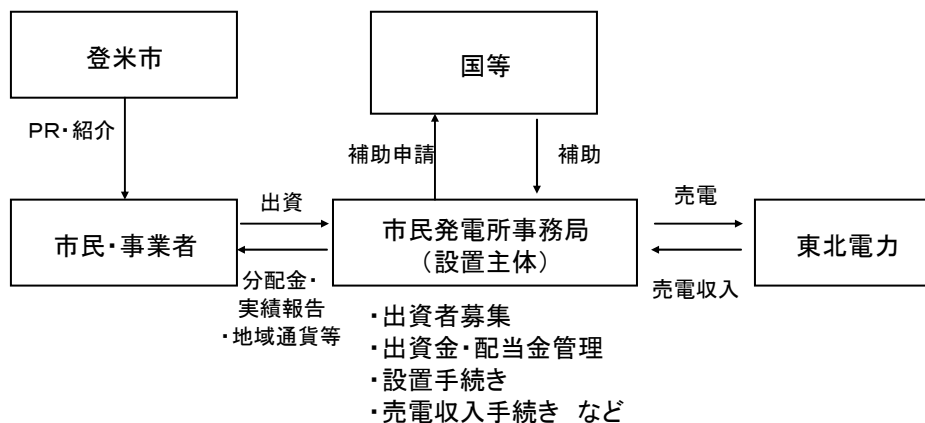 登米市
国等
PR・紹介
補助申請
補助
市民・事業者
出資
分配金・
実績報告
・地域通貨等
市民発電所事務局
（設置主体）
売電
売電収入
東北電力
・出資者募集
・出資金・配当金管理
・設置手続き
・売電収入手続き　など